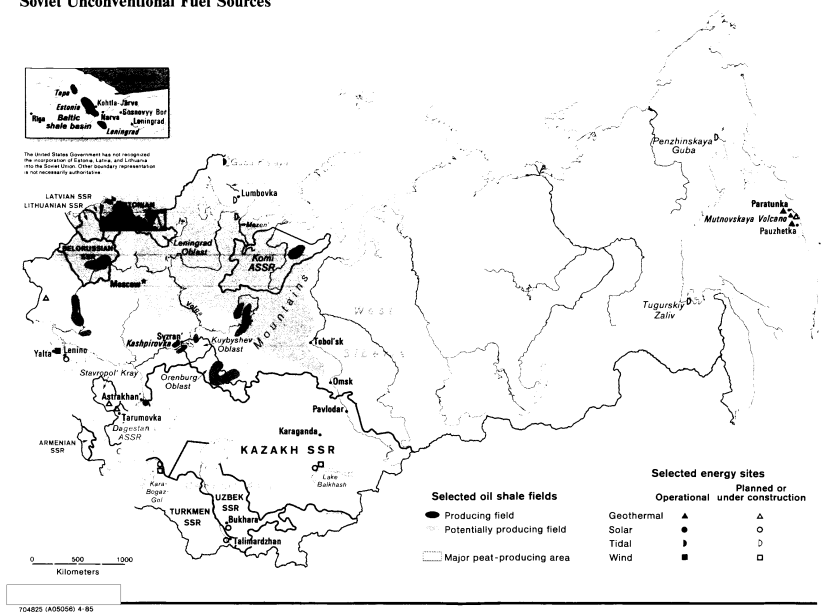 Soviet Unconventional Fuel Sources
Tapa
Kohtla-Järve
Estonia
Narva
Sosnovyy Bor
Riga
Baltic
shale basin
Leningrad
Leningrad
The United States Government has not recognized
the incorporation of Estonia, Latvia, and Lithuania
into the Soviet Union. Other boundary representation
is not necessarily authoritative.
LATVIAN SSR
LITHUANIAN SSR
BELORUSSIAN
SSR
Lumbovka
Mezen'
Leningrad
Oblast
Komi
ASSR
Moscow
Volga
Mountains
WEST
SIBERIA
Penzhinskaya
Guba
Paratunka
Mutnovskaya Volcano
Pauzhetka
Tugurskiy
Zaliv
Syzran'
Kashpirovka
Kuybyshev
Oblast
Tobol'sk
Yalta
Lenino
Stavropol' Kray
Orenburg
Oblast
Omsk
Astrakhan'
Pavlodar
Tarumovka
Dagestan
ASSR
Karaganda
ARMENIAN
SSR
KAZAKH SSR
Lake
Balkhash
Kara-
Bogaz
Gol
UZBEK
SSR
TURKMEN
SSR
Bukhara
Talimardzhan
Selected oil shale fields
Producing field
Potentially producing field
Major peat-producing area
Selected energy sites
Operational
Planned or
under construction
Geothermal
Solar
Tidal
Wind
0 500 1000
Kilometers
704825 (A05056) 4-85